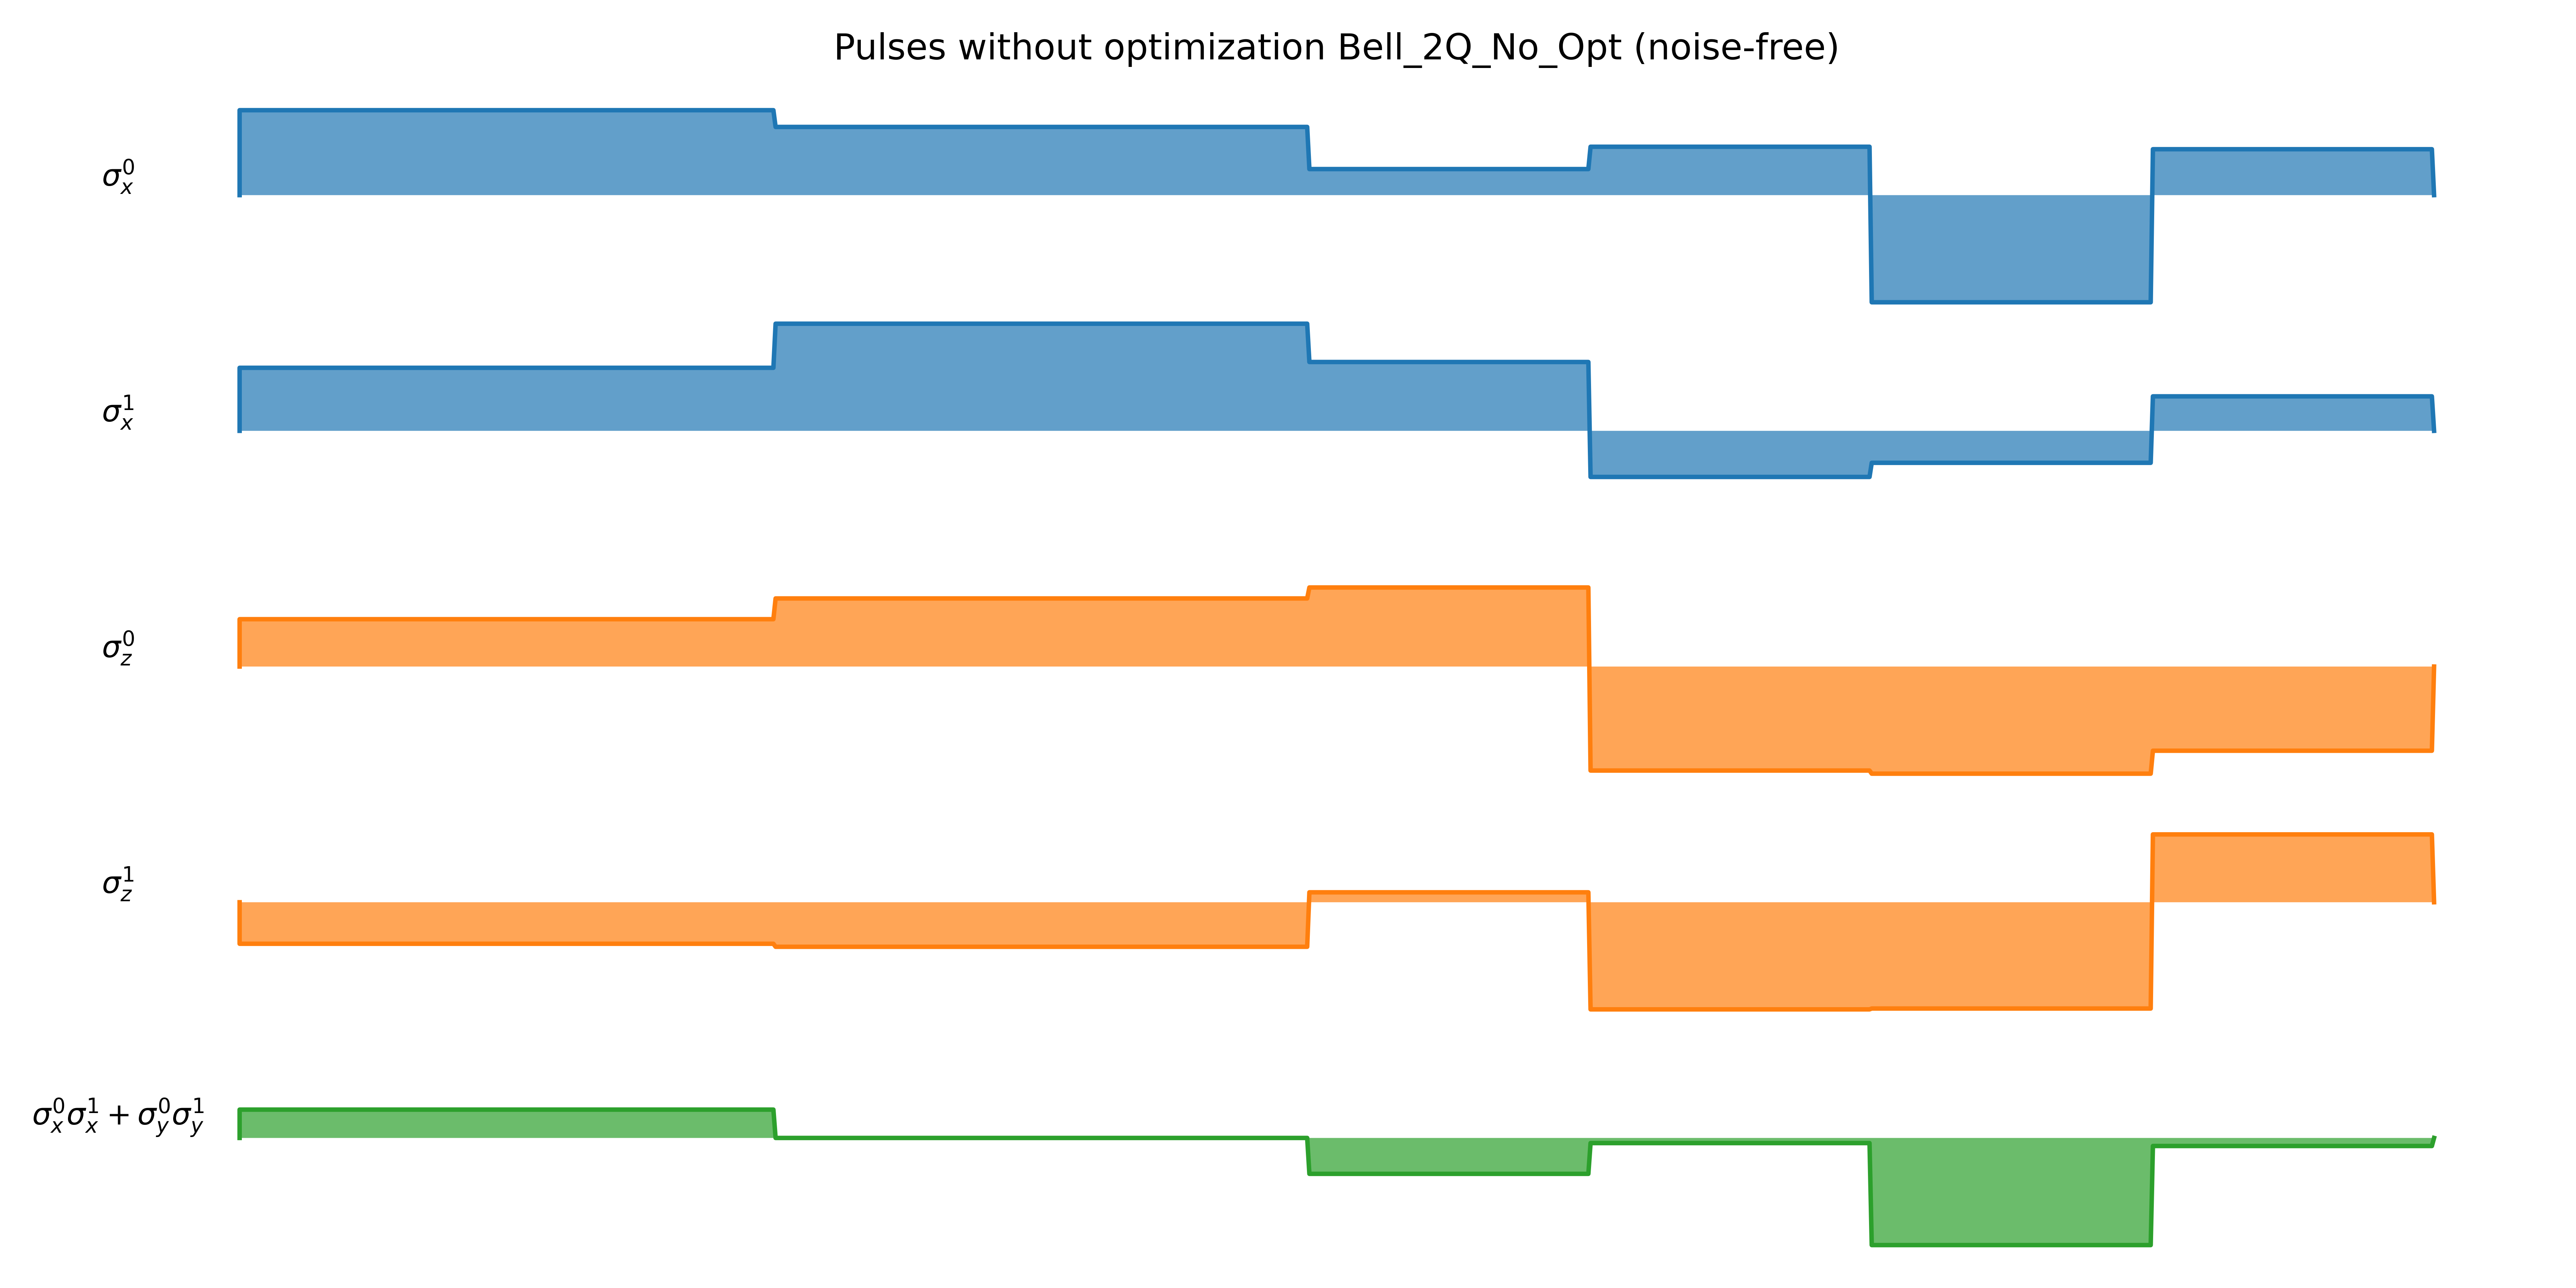 Pulses without optimization Bell_2Q_No_Opt (noise-free)
σ_x^0
σ_x^1
σ_z^0
σ_z^1
σ_x^0σ_x^1 + σ_y^0σ_y^1